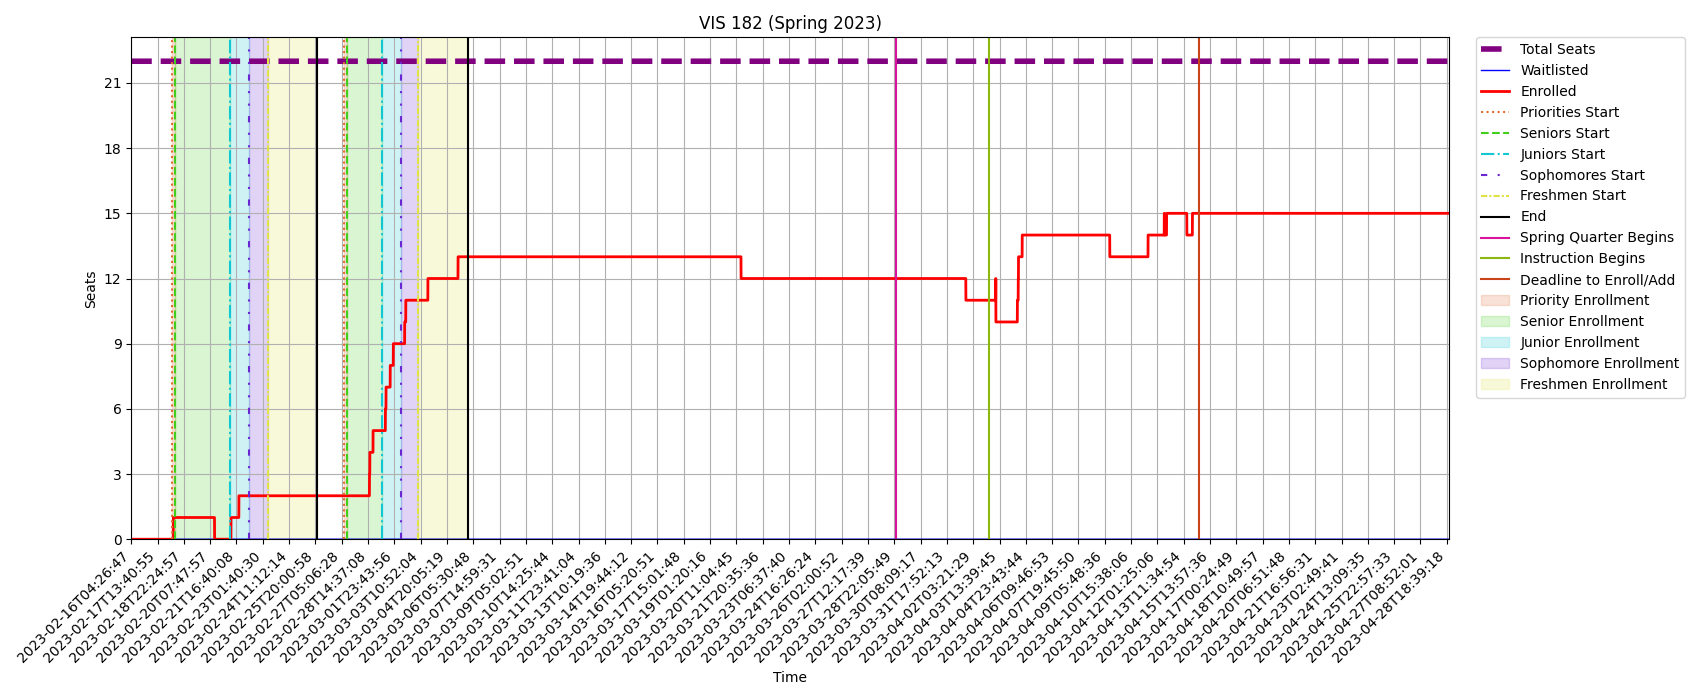 VIS 182 (Spring 2023)
Total Seats
Waitlisted
Enrolled
Priorities Start
Seniors Start
Juniors Start
Sophomores Start
Freshmen Start
End
Spring Quarter Begins
Instruction Begins
Deadline to Enroll/Add
Priority Enrollment
Senior Enrollment
Junior Enrollment
Sophomore Enrollment
Freshmen Enrollment
Seats
21
18
15
12
9
6
3
0
2023-02-16T04:26:47
2023-02-17T13:40:55
2023-02-18T22:24:57
2023-02-20T07:47:57
2023-02-21T16:40:08
2023-02-23T01:40:30
2023-02-24T11:12:14
2023-02-25T20:00:58
2023-02-27T05:06:28
2023-02-28T14:37:08
2023-03-01T23:43:56
2023-03-03T10:52:04
2023-03-04T20:05:19
2023-03-06T05:30:48
2023-03-07T14:59:31
2023-03-09T05:02:51
2023-03-10T14:25:44
2023-03-11T23:41:04
2023-03-13T10:19:36
2023-03-14T19:44:12
2023-03-16T05:20:51
2023-03-17T15:01:48
2023-03-19T01:20:16
2023-03-20T11:04:45
2023-03-21T20:35:36
2023-03-23T06:37:40
2023-03-24T16:26:24
2023-03-26T02:00:52
2023-03-27T12:17:39
2023-03-28T22:05:49
2023-03-30T08:09:17
2023-03-31T17:52:13
2023-04-02T03:21:29
2023-04-03T13:39:45
2023-04-04T23:43:44
2023-04-06T09:46:53
2023-04-07T19:45:50
2023-04-09T05:48:36
2023-04-10T15:38:06
2023-04-12T01:25:06
2023-04-13T11:34:54
2023-04-15T13:57:36
2023-04-17T00:24:49
2023-04-18T10:49:57
2023-04-20T06:51:48
2023-04-21T16:56:31
2023-04-23T02:49:41
2023-04-24T13:09:35
2023-04-25T22:57:33
2023-04-27T08:52:01
2023-04-28T18:39:18
Time